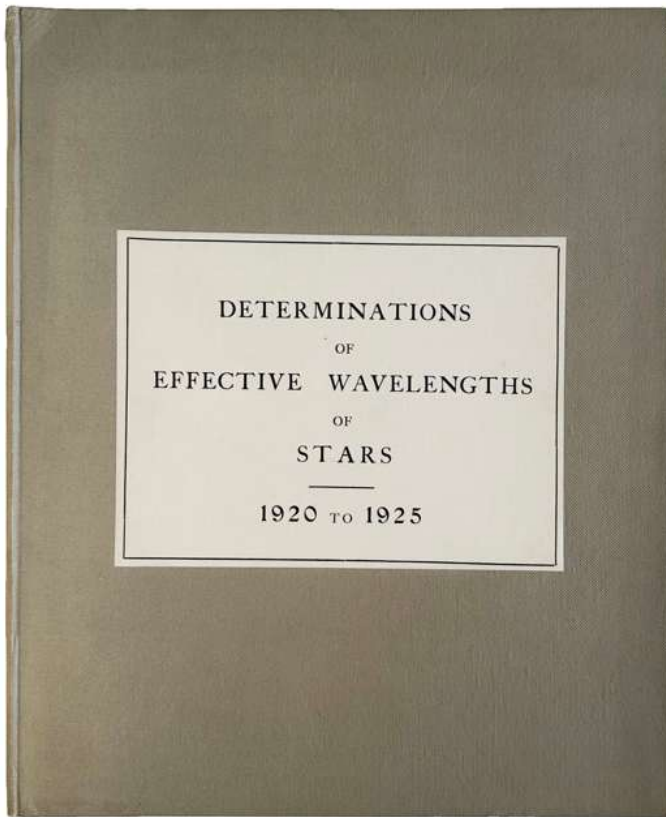 DETERMINATIONS
OF
EFFECTIVE WAVELENGTHS
OF
STARS
1920 TO 1925